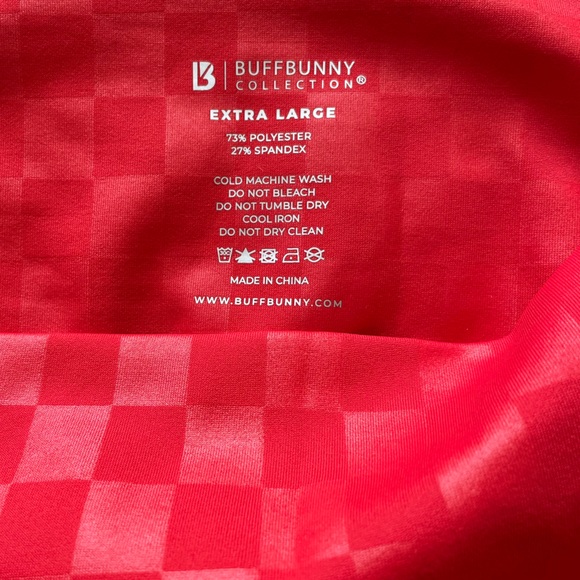 BUFFBUNNY
COLLECTION®
EXTRA LARGE
73% POLYESTER
27% SPANDEX
COLD MACHINE WASH
DO NOT BLEACH
DO NOT TUMBLE DRY
COOL IRON
DO NOT DRY CLEAN
MADE IN CHINA
WWW.BUFFBUNNY.COM